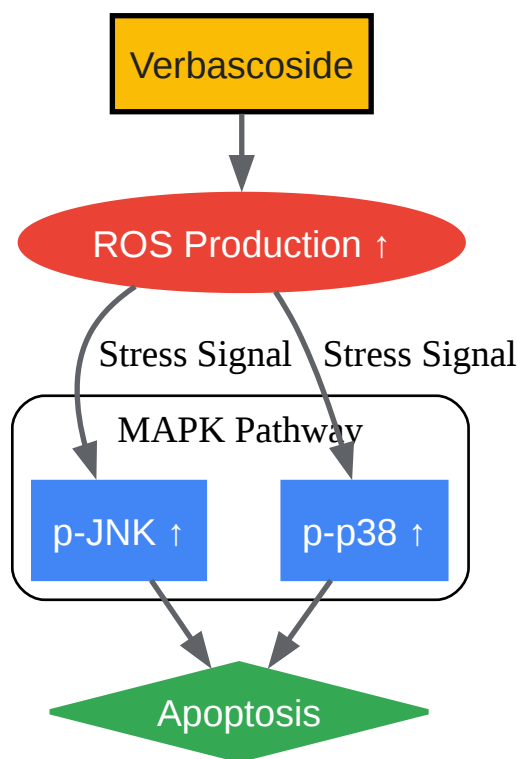 Verbascoside
ROS Production ↑
Stress Signal
Stress Signal
MAPK Pathway
p-JNK ↑
p-p38 ↑
Apoptosis